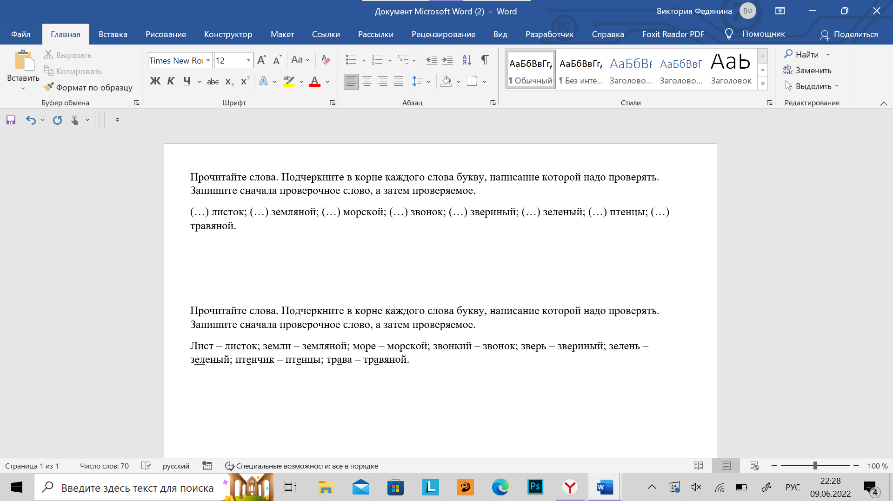 Документ Microsoft Word (2) - Word
Виктория Федянина
ВФ
Файл Главная Вставка Рисование Конструктор Макет Ссылки Рассылки Рецензирование Вид Разработчик Справка Foxit Reader PDF Помощник Поделиться
Вставить
Вырезать
Копировать
Формат по образцу
Буфер обмена
Times New Ro 12
Шрифт
Абзац
АаБбВвГг, АаБбВвГг, АаБбВ АаБбВвГ АаБ
¶ Обычный ¶ Без инте... Заголово... Заголово... Заголовок
Стили
Найти
Заменить
Выделить
Редактирование
Прочитайте слова. Подчеркните в корне каждого слова букву, написание которой надо проверять.
Запишите сначала проверочное слово, а затем проверяемое.
(…) листок; (…) земляной; (…) морской; (…) звонок; (…) звериный; (…) зеленый; (…) птенцы; (…)
травяной.
Прочитайте слова. Подчеркните в корне каждого слова букву, написание которой надо проверять.
Запишите сначала проверочное слово, а затем проверяемое.
Лист – листок; земли – земляной; море – морской; звонкий – звонок; зверь – звериный; зелень –
зеленый; птенчик – птенцы; трава – травяной.
Страница 1 из 1 Число слов: 70 русский Специальные возможности: все в порядке 100 %
Введите здесь текст для поиска
РУС
22:28
09.06.2022